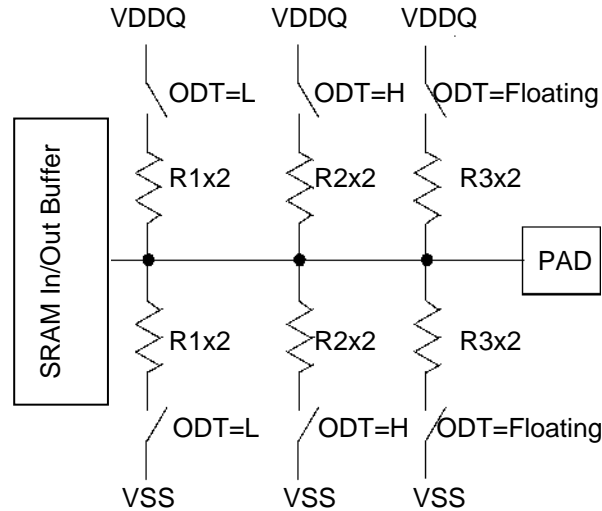 VDDQ VDDQ VDDQ
ODT=L ODT=H ODT=Floating
R1x2 R2x2 R3x2
SRAM In/Out Buffer
PAD
R1x2 R2x2 R3x2
ODT=L ODT=H ODT=Floating
VSS VSS VSS